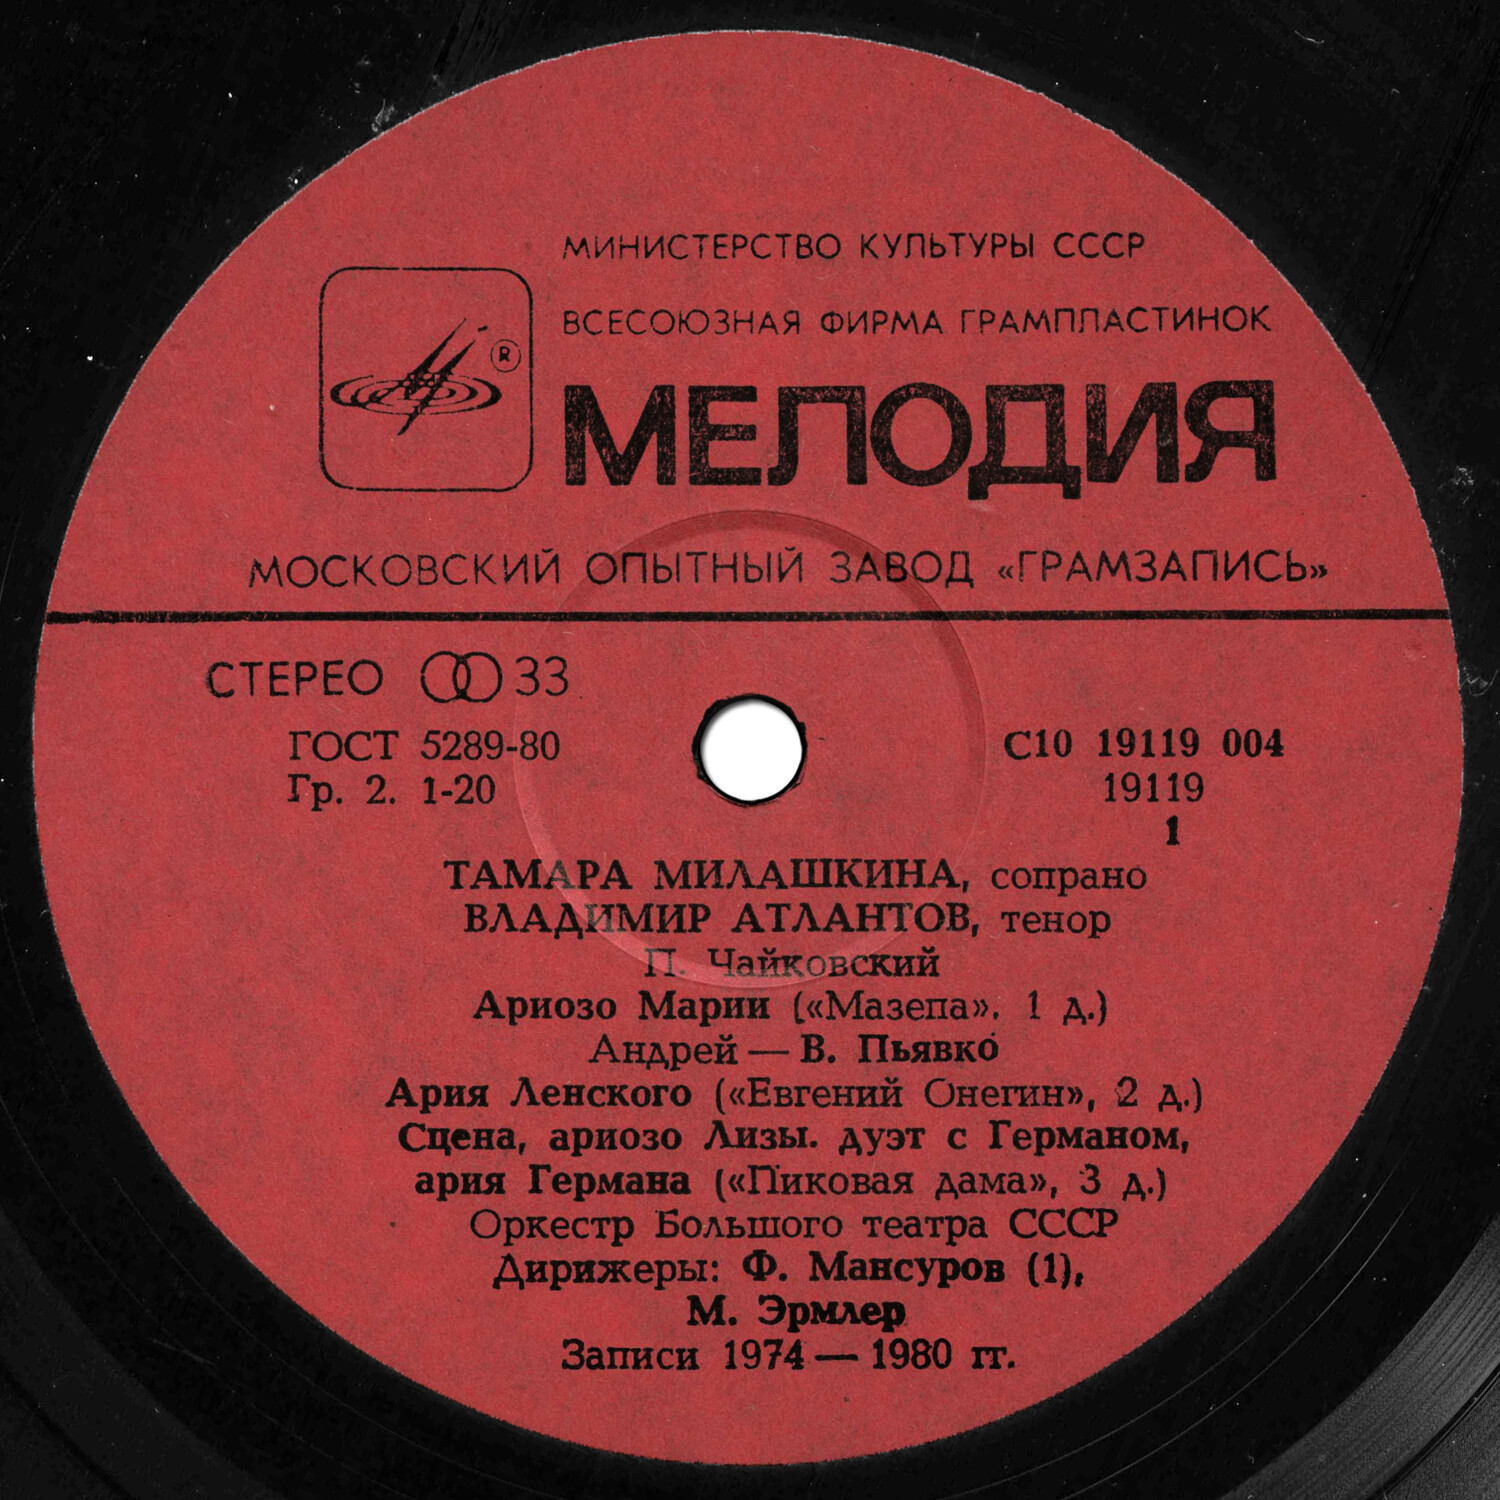 МИНИСТЕРСТВО КУЛЬТУРЫ СССР
ВСЕСОЮЗНАЯ ФИРМА ГРАМПЛАСТИНОК
®
МЕЛОДИЯ
МОСКОВСКИЙ ОПЫТНЫЙ ЗАВОД «ГРАМЗАПИСЬ»
СТЕРЕО 33
ГОСТ 5289-80
Гр. 2. 1-20
С10 19119 004
19119
1
ТАМАРА МИЛАШКИНА, сопрано
ВЛАДИМИР АТЛАНТОВ, тенор
П. Чайковский
Ариозо Марии («Мазепа». 1 д.)
Андрей — В. Пьявко́
Ария Ленского («Евгений Онегин», 2 д.)
Сцена, ариозо Лизы. дуэт с Германом,
ария Германа («Пиковая дама», 3 д.)
Оркестр Большого театра СССР
Дирижеры: Ф. Мансуров (1),
М. Эрмлер
Записи 1974 — 1980 гг.